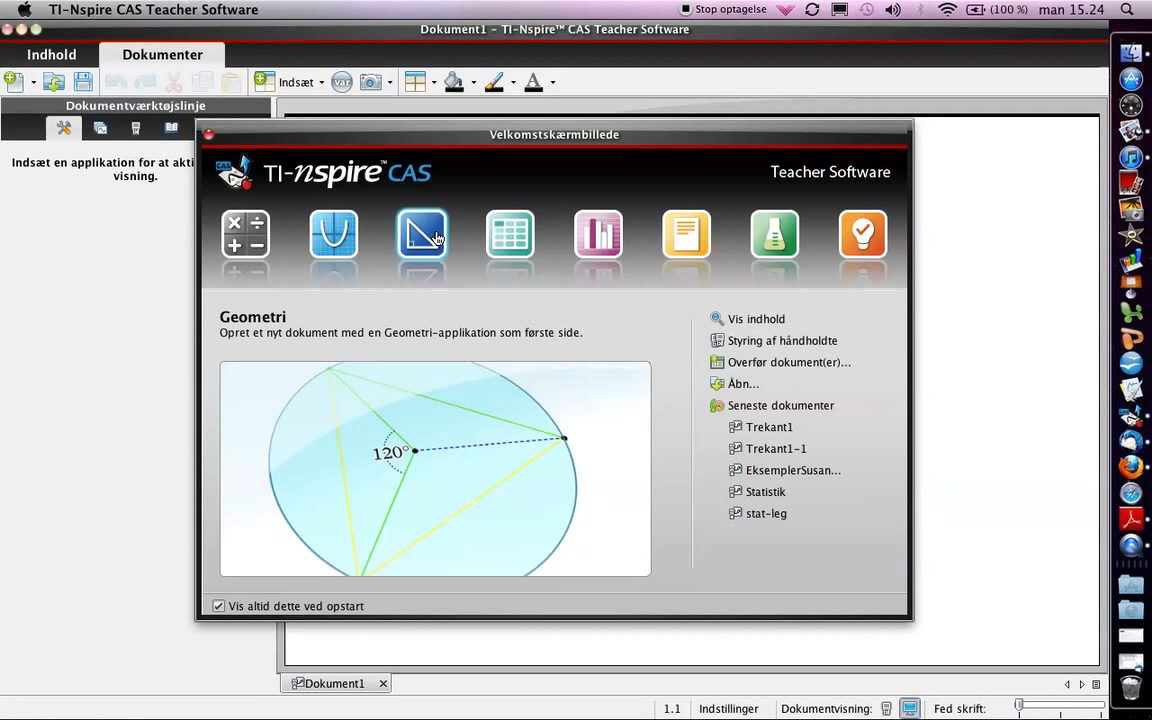 TI-Nspire CAS Teacher Software
Stop optagelse
(100 %)
man 15.24
Dokument1 – TI-Nspire™ CAS Teacher Software
Indhold
Dokumenter
Indsæt
var
A
Dokumentværktøjslinje
Indsæt en applikation for at akti
visning.
Velkomstskærmbillede
CAS
TI-nspire™ CAS
Teacher Software
Geometri
Opret et nyt dokument med en Geometri-applikation som første side.
120°
Vis indhold
Styring af håndholdte
Overfør dokument(er)...
Åbn...
Seneste dokumenter
Trekant1
Trekant1-1
EksemplerSusan...
Statistik
stat-leg
Vis altid dette ved opstart
Dokument1
1.1
Indstillinger
Dokumentvisning:
Fed skrift: